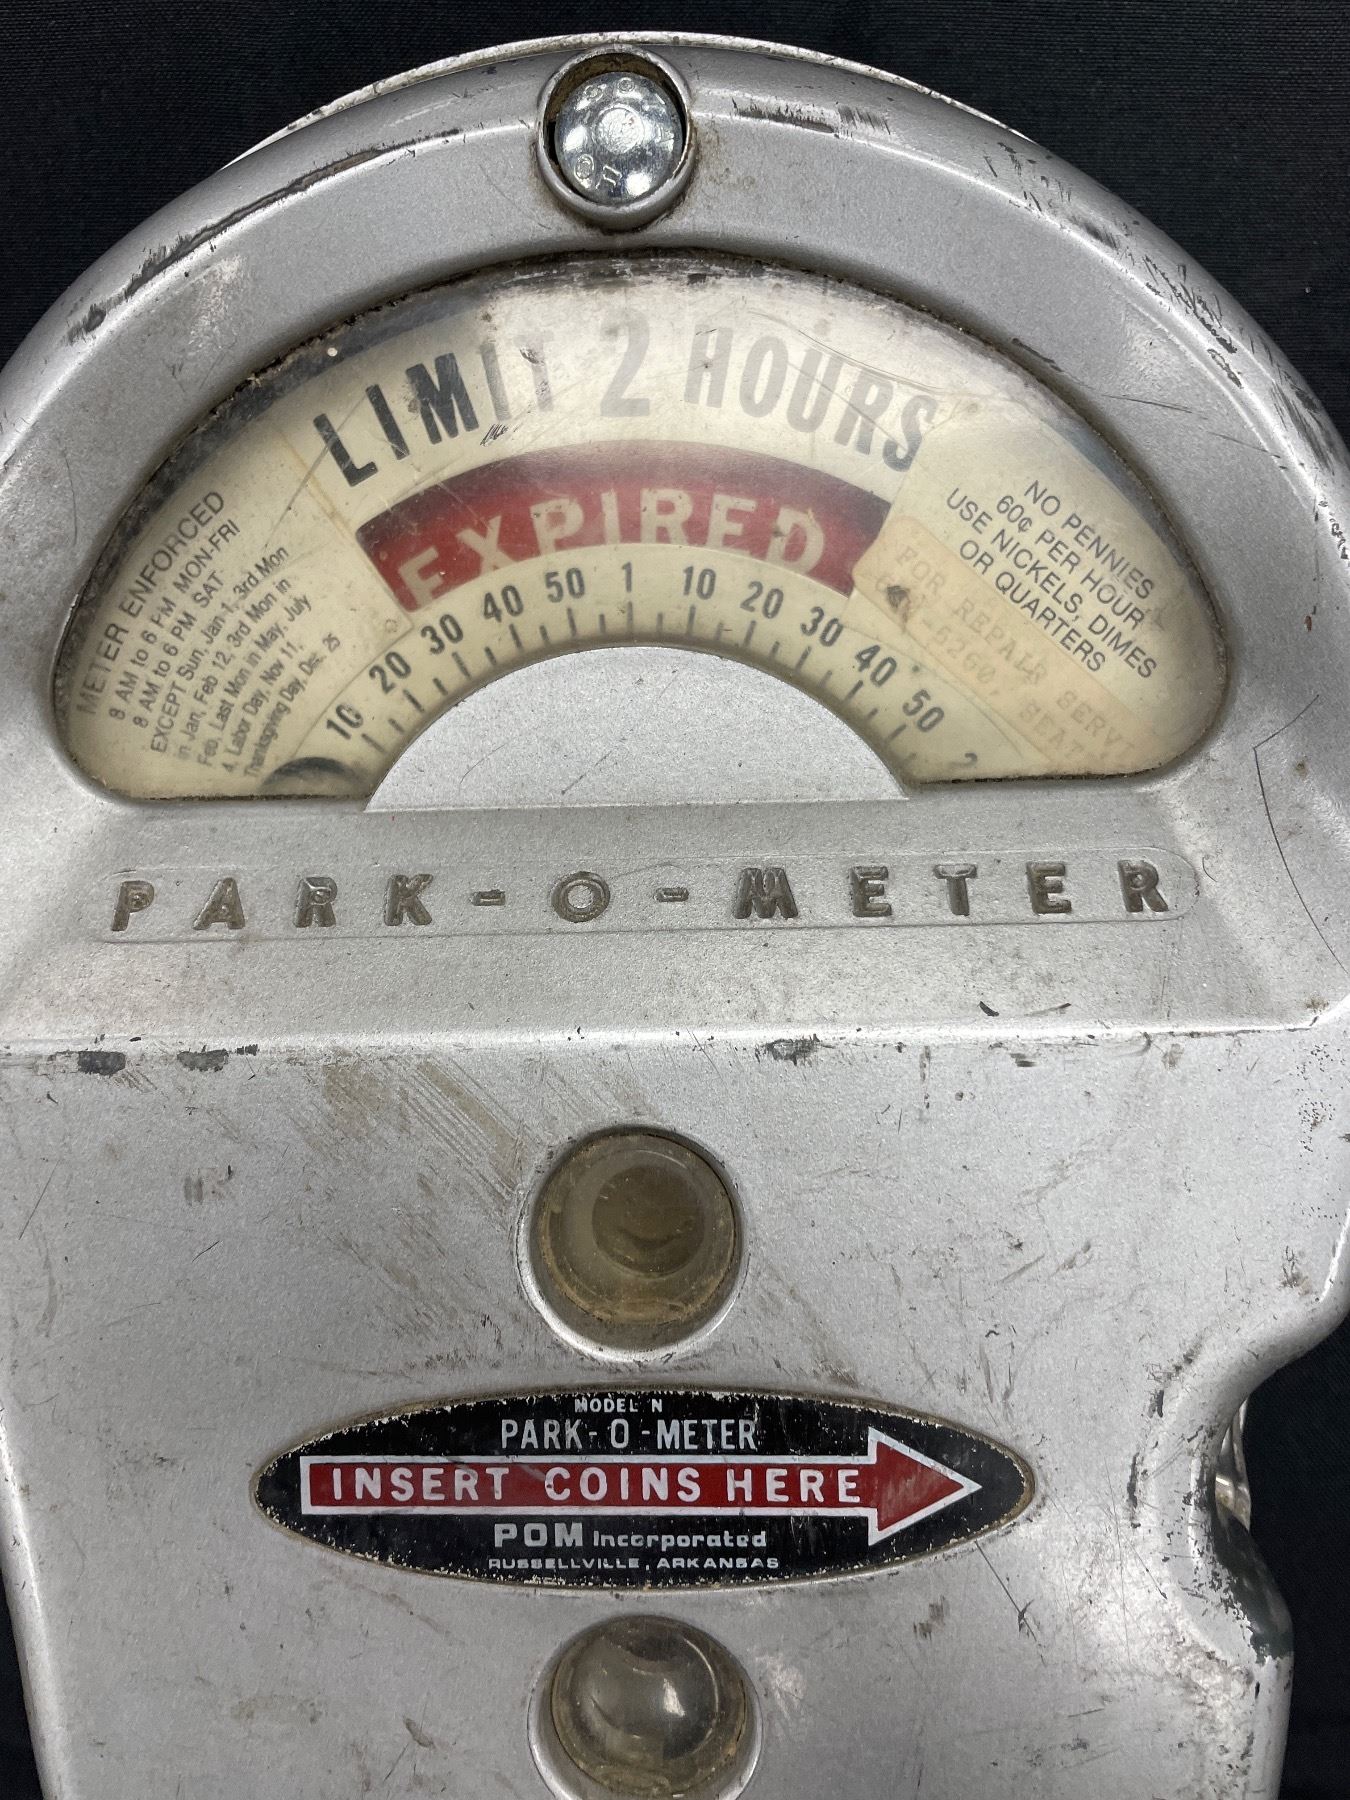 LIMIT 2 HOURS
EXPIRED
METER ENFORCED
8 AM to 6 PM MON-FRI
8 AM to 6 PM SAT
EXCEPT Sun, Jan 1, 3rd Mon
in Jan, Feb 12, 3rd Mon in
Feb, Last Mon in May, July
4, Labor Day, Nov 11,
Thanksgiving Day, Dec. 25
NO PENNIES
60¢ PER HOUR
USE NICKELS, DIMES
OR QUARTERS
FOR REPAIR
10 20 30 40 50 1 10 20 30 40 50 2
PARK-O-METER
MODEL N
PARK-O-METER
INSERT COINS HERE
POM Incorporated
RUSSELLVILLE, ARKANSAS